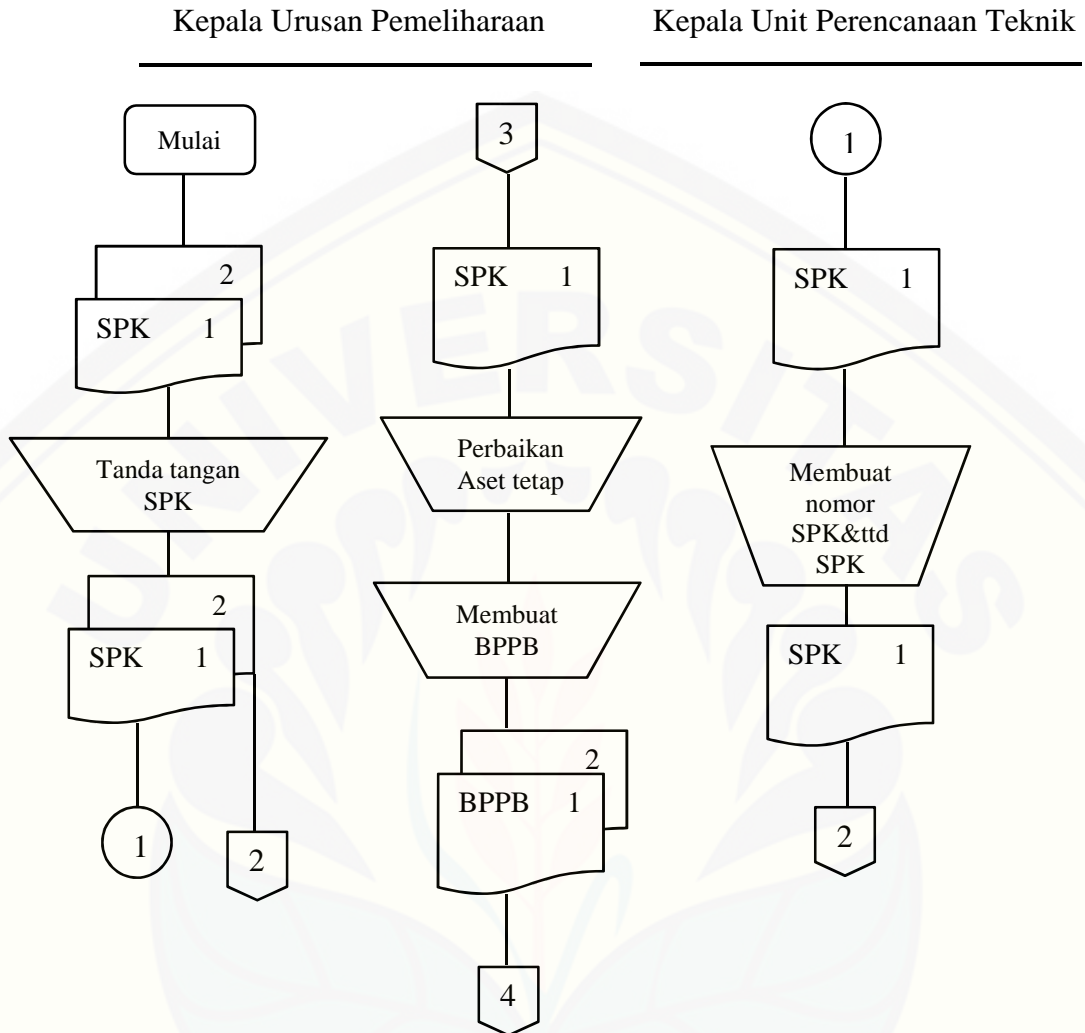 Kepala Urusan Pemeliharaan
Kepala Unit Perencanaan Teknik
Mulai
2
SPK 1
Tanda tangan
SPK
2
SPK 1
1
2
3
SPK 1
Perbaikan
Aset tetap
Membuat
BPPB
2
BPPB 1
4
1
SPK 1
Membuat
nomor
SPK&ttd
SPK
SPK 1
2
UNIVERSITAS